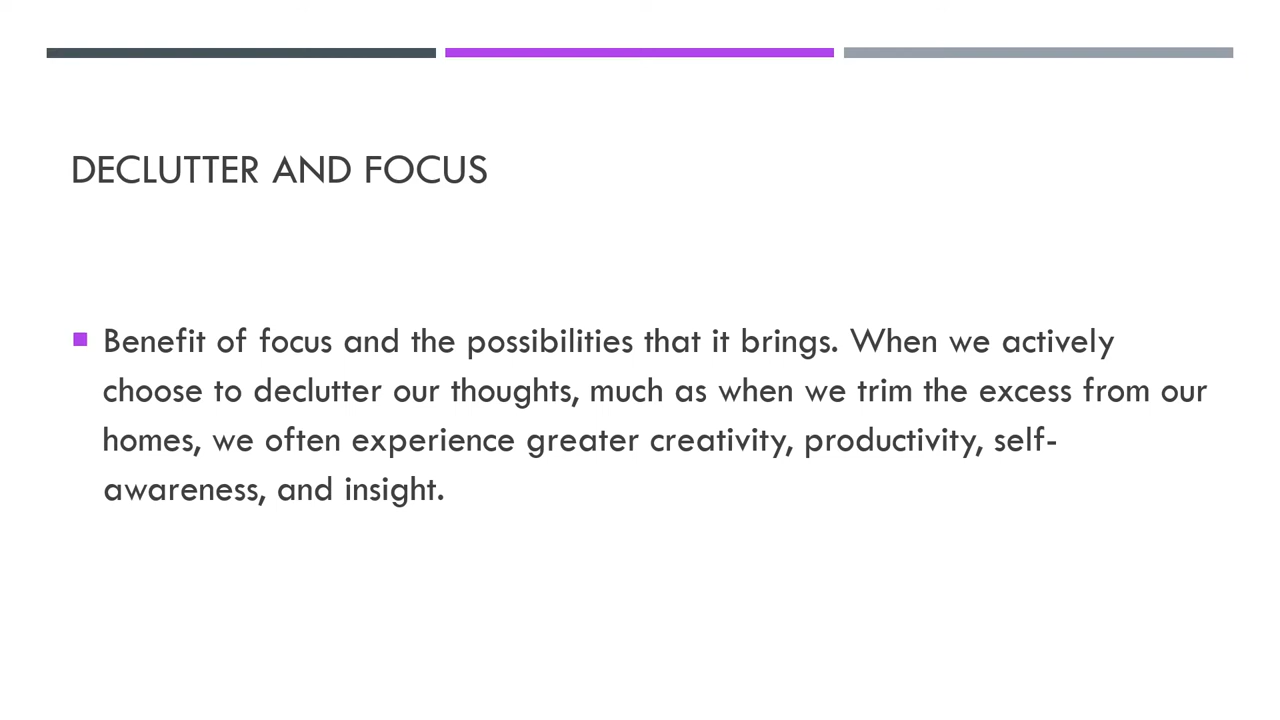 DECLUTTER AND FOCUS
Benefit of focus and the possibilities that it brings. When we actively
choose to declutter our thoughts, much as when we trim the excess from our
homes, we often experience greater creativity, productivity, self-
awareness, and insight.